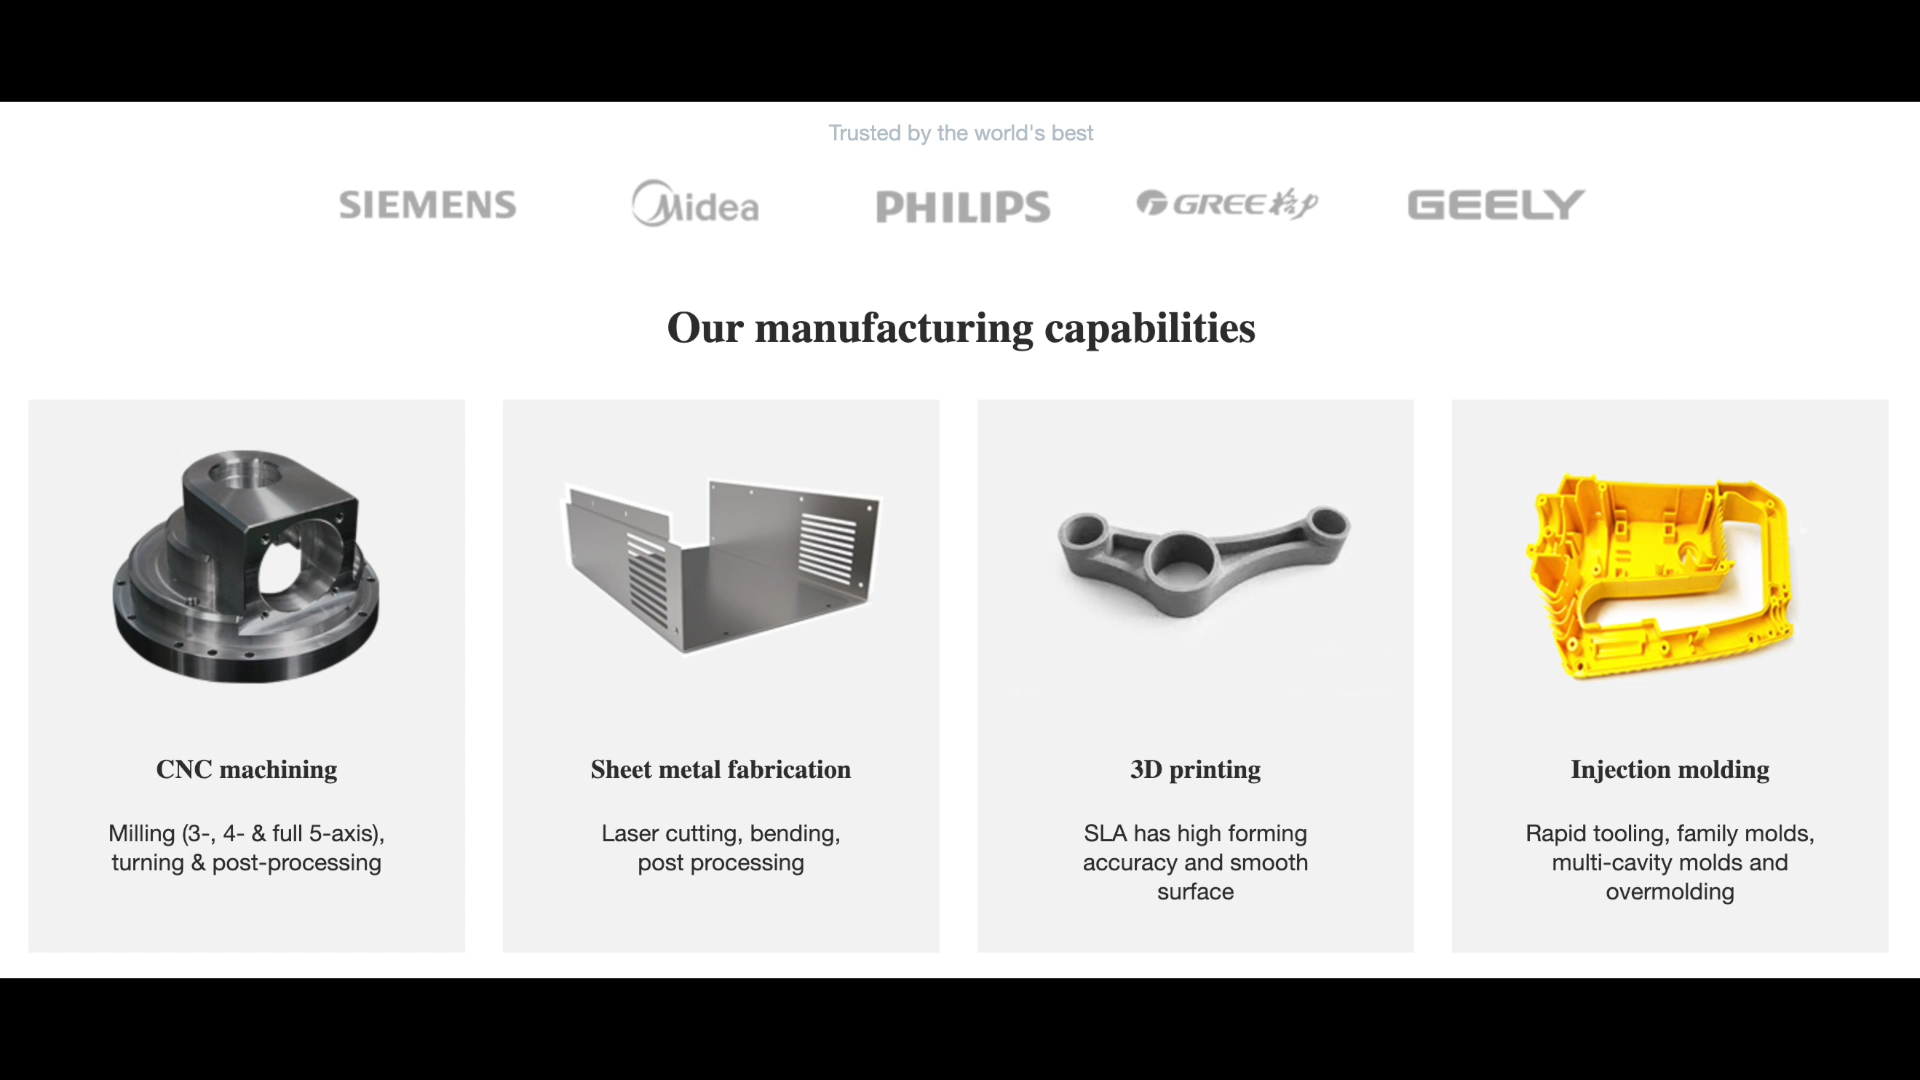 Trusted by the world's best
SIEMENS Midea PHILIPS GREE格力 GEELY
Our manufacturing capabilities
CNC machining
Milling (3-, 4- & full 5-axis),
turning & post-processing
Sheet metal fabrication
Laser cutting, bending,
post processing
3D printing
SLA has high forming
accuracy and smooth
surface
Injection molding
Rapid tooling, family molds,
multi-cavity molds and
overmolding